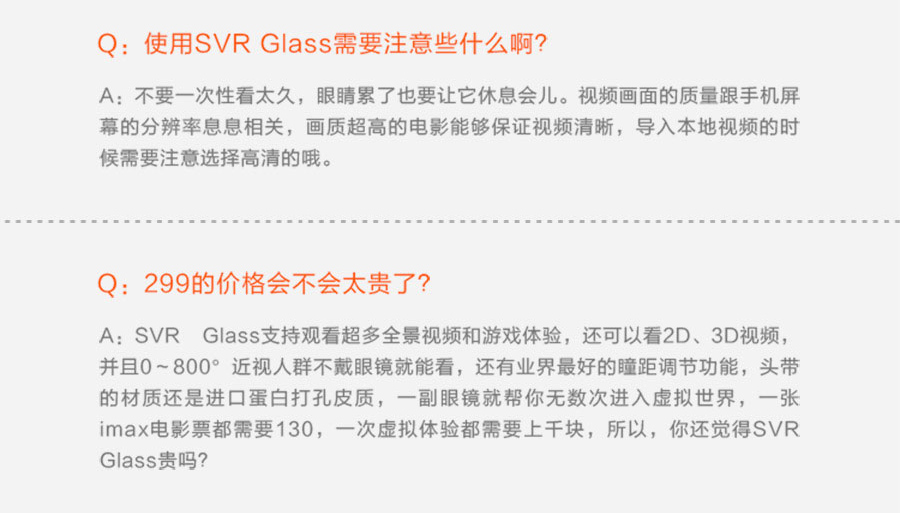 Q：使用SVR Glass需要注意些什么啊?
A：不要一次性看太久，眼睛累了也要让它休息会儿。视频画面的质量跟手机屏
幕的分辨率息息相关，画质超高的电影能够保证视频清晰，导入本地视频的时
候需要注意选择高清的哦。
Q：299的价格会不会太贵了?
A：SVR Glass支持观看超多全景视频和游戏体验，还可以看2D、3D视频，
并且0～800°近视人群不戴眼镜就能看，还有业界最好的瞳距调节功能，头带
的材质还是进口蛋白打孔皮质，一副眼镜就帮你无数次进入虚拟世界，一张
imax电影票都需要130，一次虚拟体验都需要上千块，所以，你还觉得SVR
Glass贵吗?